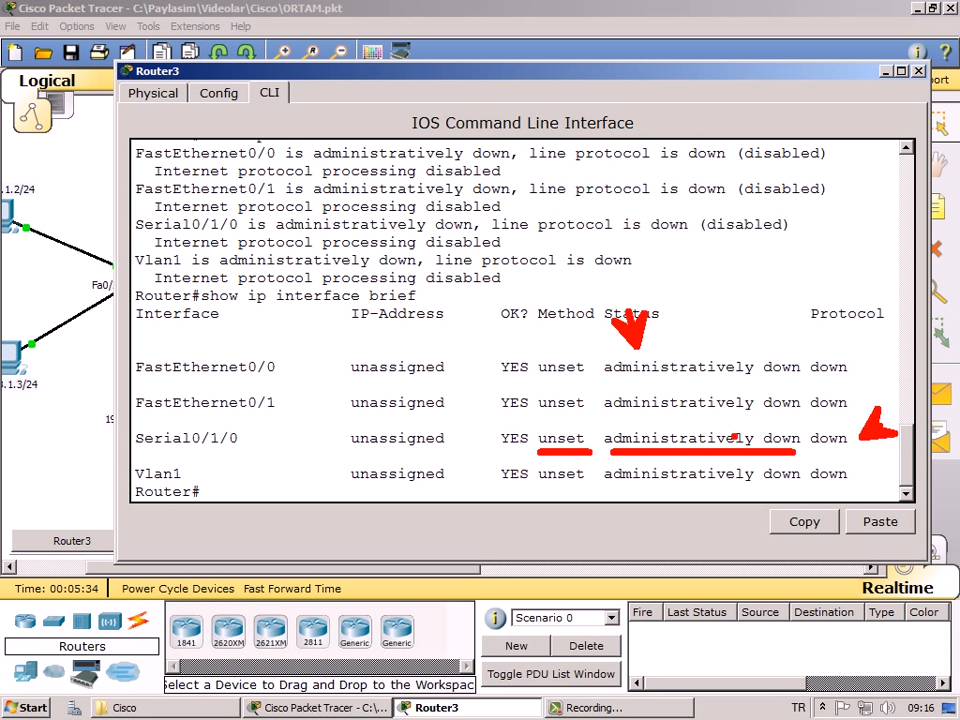 Cisco Packet Tracer - C:\Paylasim\Videolar\Cisco\ORTAM.pkt
File Edit Options View Tools Extensions Help
Logical
Router3
Physical Config CLI
IOS Command Line Interface
FastEthernet0/0 is administratively down, line protocol is down (disabled)
Internet protocol processing disabled
FastEthernet0/1 is administratively down, line protocol is down (disabled)
Internet protocol processing disabled
Serial0/1/0 is administratively down, line protocol is down (disabled)
Internet protocol processing disabled
Vlan1 is administratively down, line protocol is down
Internet protocol processing disabled
Router#show ip interface brief
Interface IP-Address OK? Method Status Protocol
FastEthernet0/0 unassigned YES unset administratively down down
FastEthernet0/1 unassigned YES unset administratively down down
Serial0/1/0 unassigned YES unset administratively down down
Vlan1 unassigned YES unset administratively down down
Router#
Copy Paste
.1.2/24
Fa0/
.1.3/24
19
port
Router3
Time: 00:05:34 Power Cycle Devices Fast Forward Time
Realtime
Routers
1841 2620XM 2621XM 2811 Generic Generic
Select a Device to Drag and Drop to the Workspac
Scenario 0
New Delete
Toggle PDU List Window
Fire Last Status Source Destination Type Color
Start Cisco Cisco Packet Tracer - C:\... Router3 Recording... TR 09:16